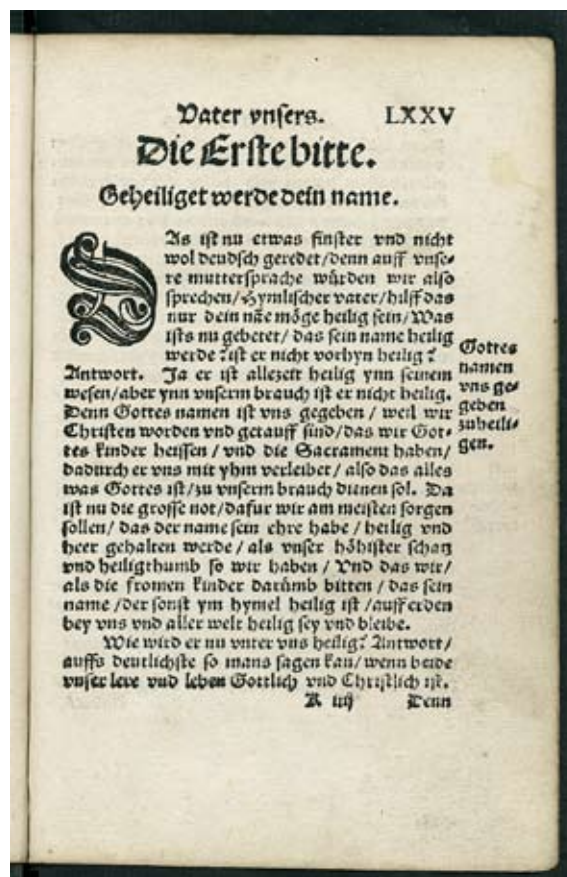 Vater vnsers. LXXV
Die Erste bitte.
Geheiliget werde dein name.
DAs ist nu etwas finster vnd nicht
wol deudsch geredet/denn auff vnse-
re muttersprache würden wir also
sprechen/Hymlischer vater/hilff das
nur dein nãe möge heilig sein/Was
ists nu gebetet/das sein name heilig
werde? ist er nicht vorhyn heilig?
Antwort. Ja er ist allezeit heilig ynn seinem
wesen/aber ynn vnserm brauch ist er nicht heilig.
Denn Gottes namen ist vns gegeben/weil wir
Christen worden vnd getaufft sind/das wir Got-
tes kinder heissen/vnd die Sacrament haben/
dadurch er vns mit yhm verleibet/also das alles
was Gottes ist/zu vnserm brauch dienen sol. Da
ist nu die grosse not/dafur wir am meisten sorgen
sollen/das der name sein ehre habe/heilig vnd
heer gehalten werde/als vnser höhister schatz
vnd heiligthumb so wir haben/Vnd das wir/
als die fromen kinder darümb bitten/das sein
name/der sonst ym hymel heilig ist/auff erden
bey vns vnd aller welt heilig sey vnd bleibe.
Wie wird er nu vnter vns heilig? Antwort/
auffs deutlichste so mans sagen kan/wenn beide
vnser lere vnd leben Gottlich vnd Christlich ist.
K iij Denn
Gottes
namen
vns ge-
geben
zu heili-
gen.